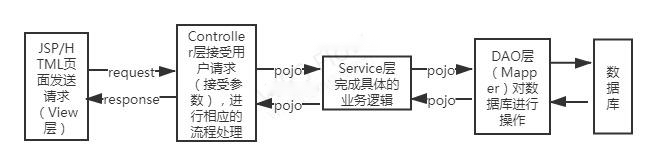 JSP/H
TML页
面发送
请求
（View
层）
request
response
Controlle
r层接受用
户请求
（接受参
数），进
行相应的
流程处理
pojo
pojo
Service层
完成具体的
业务逻辑
pojo
pojo
DAO层
（Mapp
er）对数
据库进行
操作
数
据
库